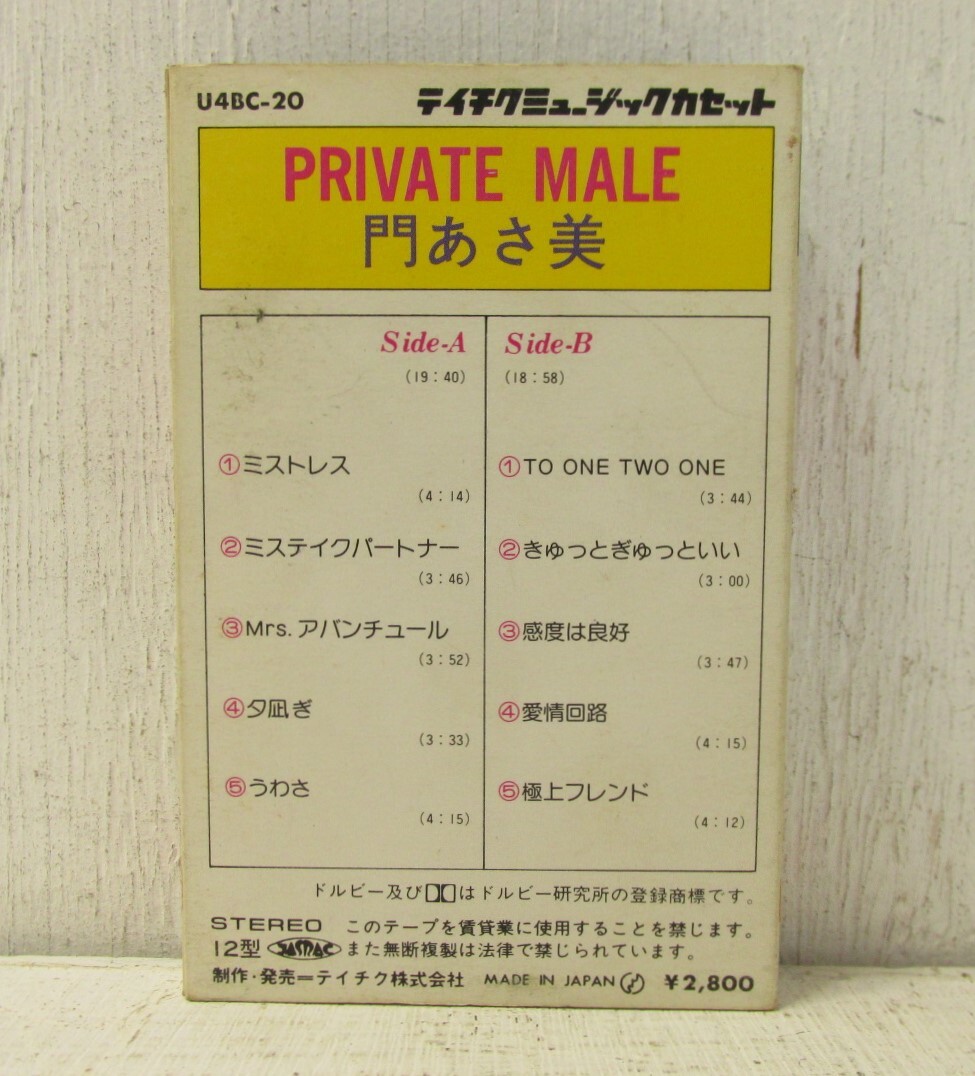 U4BC-20
テイチクミュージックカセット
PRIVATE MALE
門あさ美
Side-A
(19:40)
①ミストレス
(4:14)
②ミステイクパートナー
(3:46)
③Mrs. アバンチュール
(3:52)
④夕凪ぎ
(3:33)
⑤うわさ
(4:15)
Side-B
(18:58)
①TO ONE TWO ONE
(3:44)
②きゅっとぎゅっといい
(3:00)
③感度は良好
(3:47)
④愛情回路
(4:15)
⑤極上フレンド
(4:12)
ドルビー及びはドルビー研究所の登録商標です。
STEREO このテープを賃貸業に使用することを禁じます。
12型 JASRAC また無断複製は法律で禁じられています。
制作・発売=テイチク株式会社 MADE IN JAPAN ¥2,800